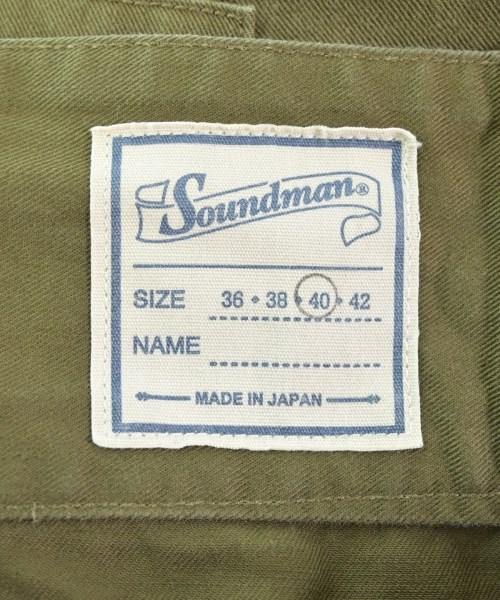 Soundman®
SIZE 36 • 38 • 40 • 42
NAME
MADE IN JAPAN